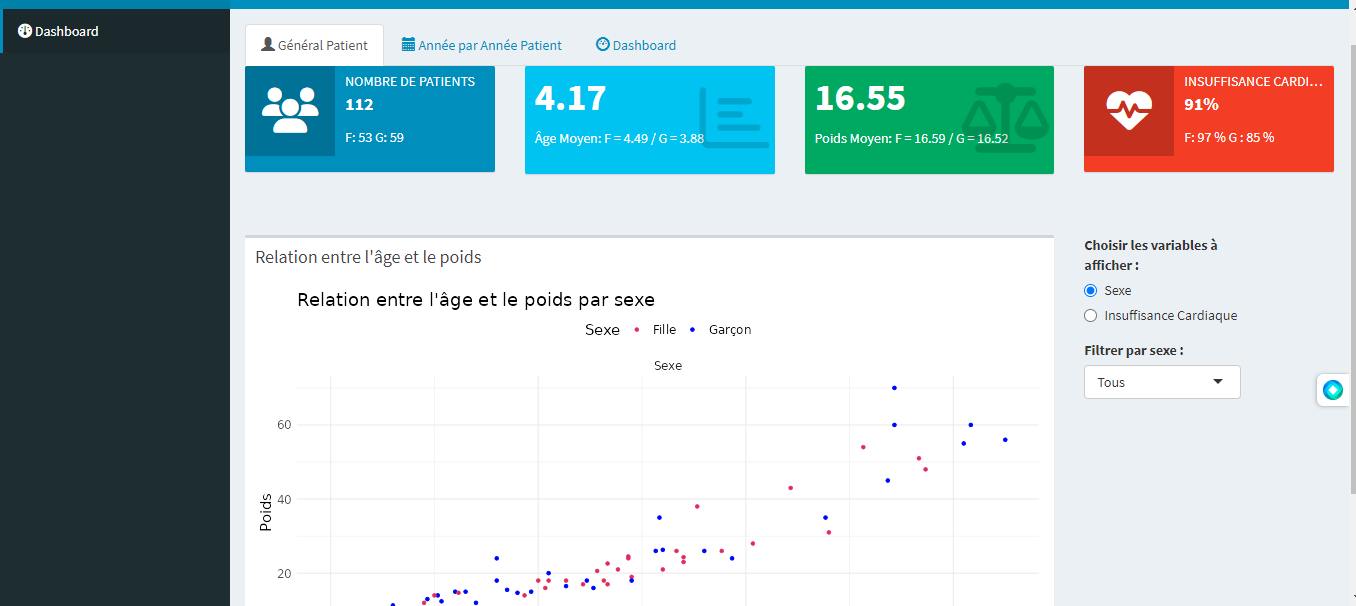 Dashboard
Général Patient
Année par Année Patient
Dashboard
NOMBRE DE PATIENTS
112
F: 53 G: 59
4.17
Âge Moyen: F = 4.49 / G = 3.88
16.55
Poids Moyen: F = 16.59 / G = 16.52
INSUFFISANCE CARDI...
91%
F: 97 % G : 85 %
Relation entre l'âge et le poids
Relation entre l'âge et le poids par sexe
Sexe Fille Garçon
Sexe
60
40
20
Poids
Choisir les variables à
afficher :
Sexe
Insuffisance Cardiaque
Filtrer par sexe :
Tous